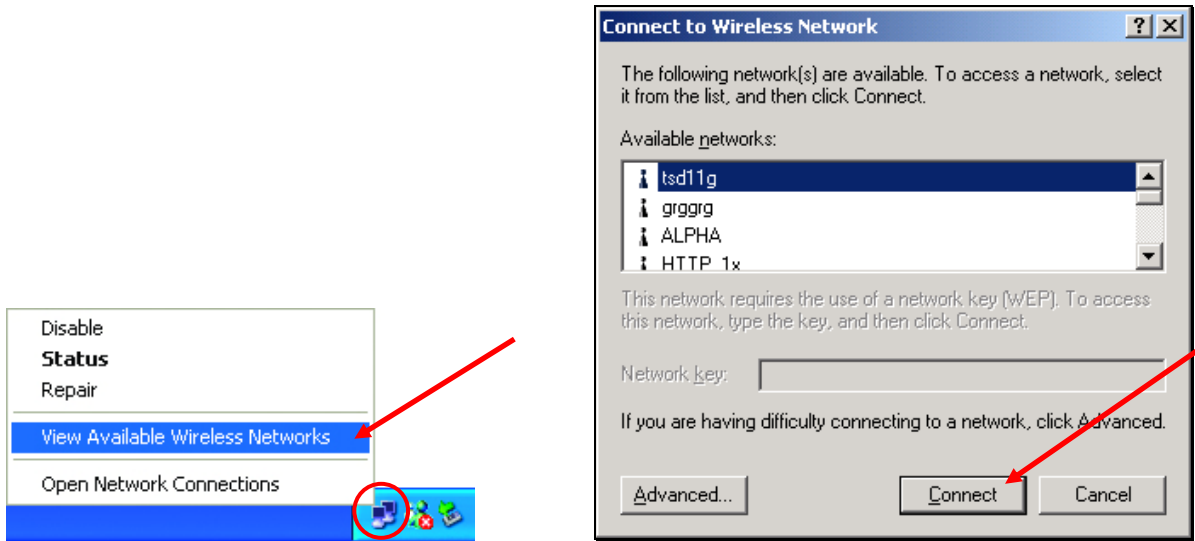 Disable
Status
Repair
View Available Wireless Networks
Open Network Connections
Connect to Wireless Network
The following network(s) are available. To access a network, select
it from the list, and then click Connect.
Available networks:
tsd11g
grggrg
ALPHA
HTTP_1x
This network requires the use of a network key (WEP). To access
this network, type the key, and then click Connect.
Network key:
If you are having difficulty connecting to a network, click Advanced.
Advanced...
Connect
Cancel